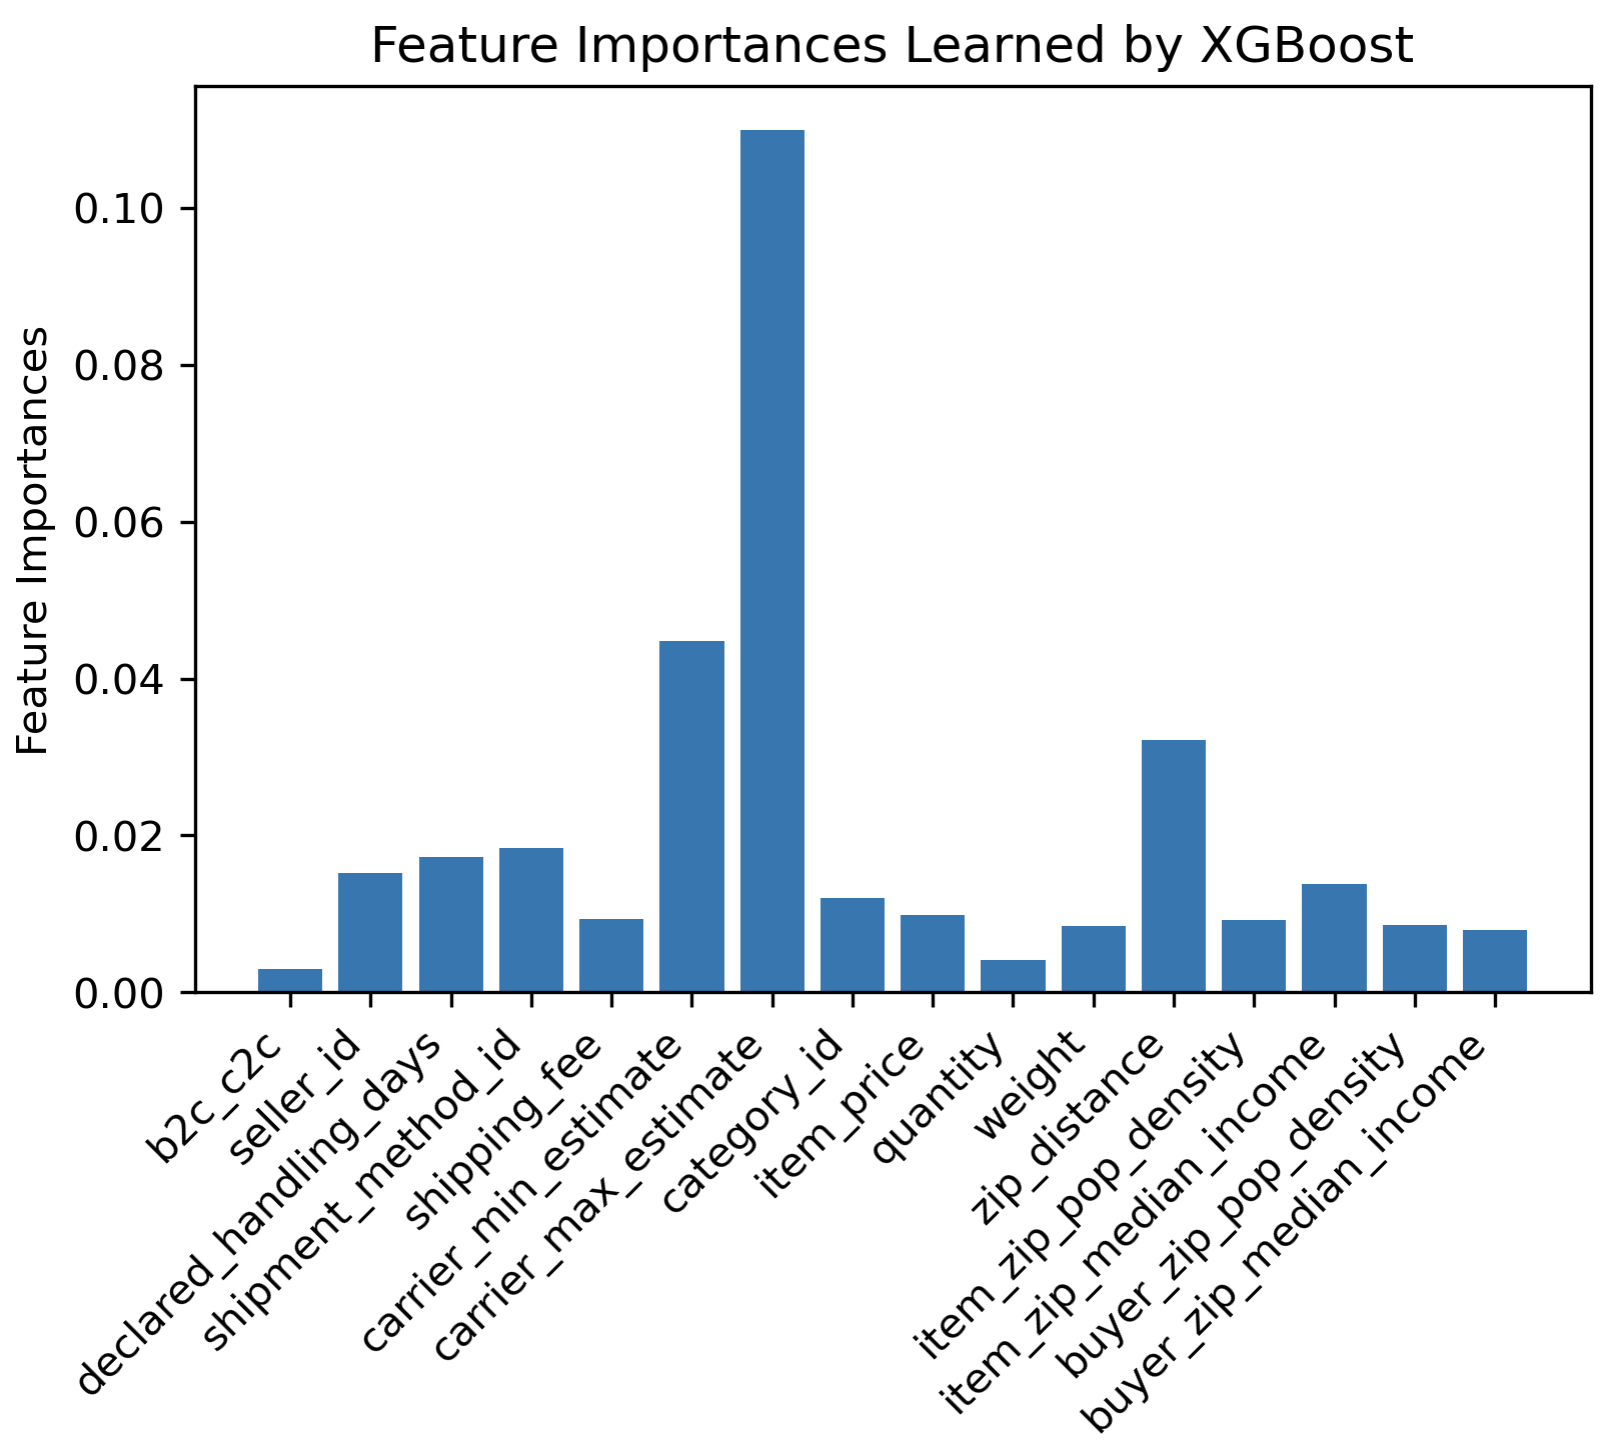 Feature Importances Learned by XGBoost
Feature Importances
0.10
0.08
0.06
0.04
0.02
0.00
b2c_c2c
seller_id
declared_handling_days
shipment_method_id
shipping_fee
carrier_min_estimate
carrier_max_estimate
category_id
item_price
quantity
weight
zip_distance
item_zip_pop_density
item_zip_median_income
buyer_zip_pop_density
buyer_zip_median_income